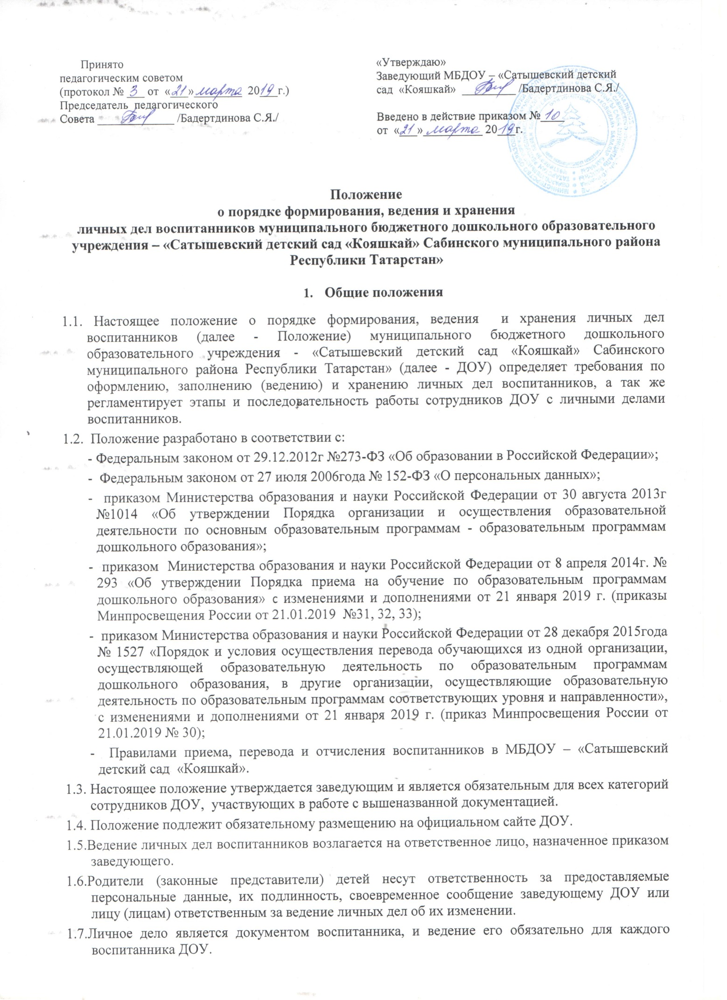 Принято
педагогическим советом
(протокол № 3 от «21» марта 2019г.)
Председатель педагогического
Совета ____________ /Бадертдинова С.Я./
«Утверждаю»
Заведующий МБДОУ – «Сатышевский детский
сад «Кояшкай» _________ /Бадертдинова С.Я./
Введено в действие приказом № 10
от «21» марта 2019г.
Положение
о порядке формирования, ведения и хранения
личных дел воспитанников муниципального бюджетного дошкольного образовательного
учреждения – «Сатышевский детский сад «Кояшкай» Сабинского муниципального района
Республики Татарстан»
1. Общие положения
1.1. Настоящее положение о порядке формирования, ведения и хранения личных дел
воспитанников (далее - Положение) муниципального бюджетного дошкольного
образовательного учреждения - «Сатышевский детский сад «Кояшкай» Сабинского
муниципального района Республики Татарстан» (далее - ДОУ) определяет требования по
оформлению, заполнению (ведению) и хранению личных дел воспитанников, а так же
регламентирует этапы и последовательность работы сотрудников ДОУ с личными делами
воспитанников.
1.2. Положение разработано в соответствии с:
- Федеральным законом от 29.12.2012г №273-ФЗ «Об образовании в Российской Федерации»;
- Федеральным законом от 27 июля 2006года № 152-ФЗ «О персональных данных»;
- приказом Министерства образования и науки Российской Федерации от 30 августа 2013г
№1014 «Об утверждении Порядка организации и осуществления образовательной
деятельности по основным образовательным программам - образовательным программам
дошкольного образования»;
- приказом Министерства образования и науки Российской Федерации от 8 апреля 2014г. №
293 «Об утверждении Порядка приема на обучение по образовательным программам
дошкольного образования» с изменениями и дополнениями от 21 января 2019 г. (приказы
Минпросвещения России от 21.01.2019 №31, 32, 33);
- приказом Министерства образования и науки Российской Федерации от 28 декабря 2015года
№ 1527 «Порядок и условия осуществления перевода обучающихся из одной организации,
осуществляющей образовательную деятельность по образовательным программам
дошкольного образования, в другие организации, осуществляющие образовательную
деятельность по образовательным программам соответствующих уровня и направленности»,
с изменениями и дополнениями от 21 января 2019 г. (приказ Минпросвещения России от
21.01.2019 № 30);
- Правилами приема, перевода и отчисления воспитанников в МБДОУ – «Сатышевский
детский сад «Кояшкай».
1.3. Настоящее положение утверждается заведующим и является обязательным для всех категорий
сотрудников ДОУ, участвующих в работе с вышеназванной документацией.
1.4. Положение подлежит обязательному размещению на официальном сайте ДОУ.
1.5.Ведение личных дел воспитанников возлагается на ответственное лицо, назначенное приказом
заведующего.
1.6.Родители (законные представители) детей несут ответственность за предоставляемые
персональные данные, их подлинность, своевременное сообщение заведующему ДОУ или
лицу (лицам) ответственным за ведение личных дел об их изменении.
1.7.Личное дело является документом воспитанника, и ведение его обязательно для каждого
воспитанника ДОУ.